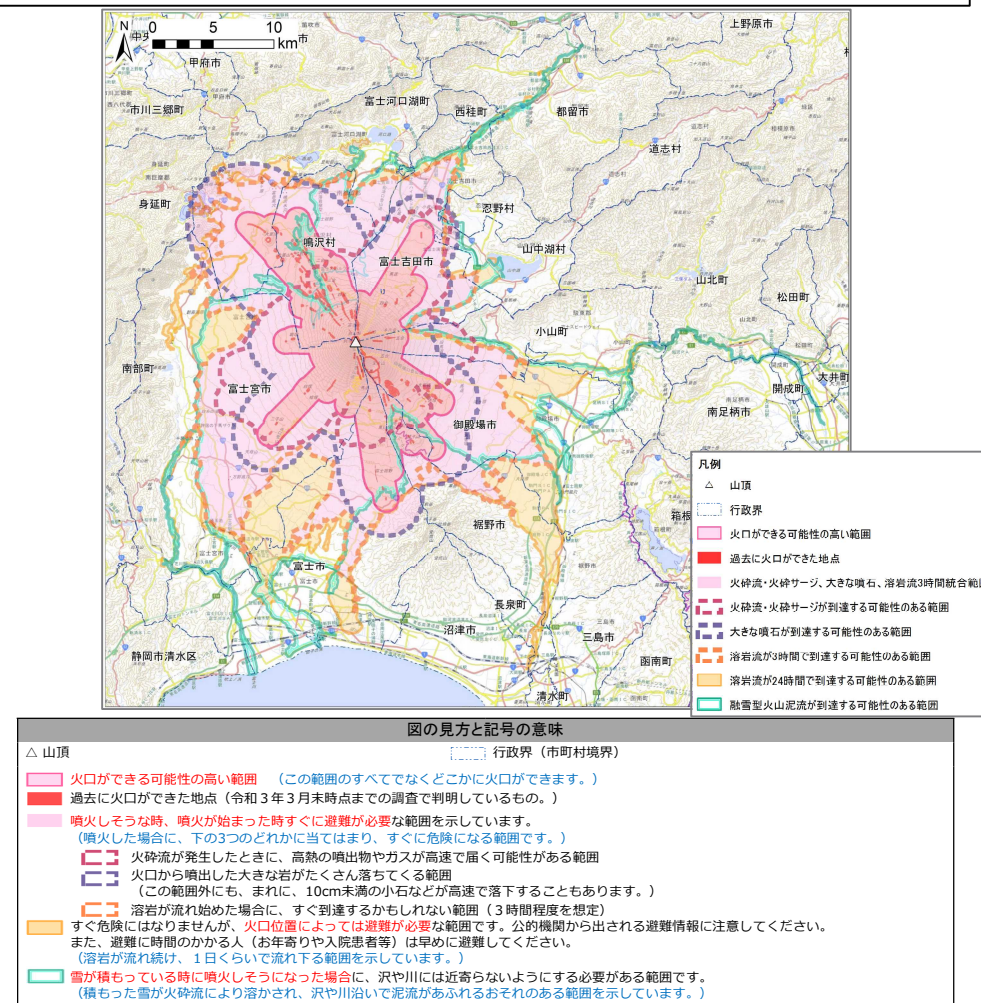 N
0 5 10
km
中央
市
甲府市
上野原市
市川三郷町
富士河口湖町
西桂町
都留市
道志村
身延町
忍野村
鳴沢村
富士吉田市
山中湖村
山北町
松田町
小山町
南部町
富士宮市
大井町
開成町
南足柄市
御殿場市
箱根
裾野市
富士市
長泉町
沼津市
三島市
静岡市清水区
函南町
清水町
凡例
△ 山頂
行政界
火口ができる可能性の高い範囲
過去に火口ができた地点
火砕流・火砕サージ、大きな噴石、溶岩流3時間統合範囲
火砕流・火砕サージが到達する可能性のある範囲
大きな噴石が到達する可能性のある範囲
溶岩流が3時間で到達する可能性のある範囲
溶岩流が24時間で到達する可能性のある範囲
融雪型火山泥流が到達する可能性のある範囲
図の見方と記号の意味
△ 山頂 行政界（市町村境界）
火口ができる可能性の高い範囲 （この範囲のすべてでなくどこかに火口ができます。）
過去に火口ができた地点（令和３年３月末時点までの調査で判明しているもの。）
噴火しそうな時、噴火が始まった時すぐに避難が必要な範囲を示しています。
（噴火した場合に、下の3つのどれかに当てはまり、すぐに危険になる範囲です。）
火砕流が発生したときに、高熱の噴出物やガスが高速で届く可能性がある範囲
火口から噴出した大きな岩がたくさん落ちてくる範囲
（この範囲外にも、まれに、10cm未満の小石などが高速で落下することもあります。）
溶岩が流れ始めた場合に、すぐ到達するかもしれない範囲（３時間程度を想定）
すぐ危険にはなりませんが、火口位置によっては避難が必要な範囲です。公的機関から出される避難情報に注意してください。
また、避難に時間のかかる人（お年寄りや入院患者等）は早めに避難してください。
（溶岩が流れ続け、１日くらいで流れ下る範囲を示しています。）
雪が積もっている時に噴火しそうになった場合に、沢や川には近寄らないようにする必要がある範囲です。
（積もった雪が火砕流により溶かされ、沢や川沿いで泥流があふれるおそれのある範囲を示しています。）